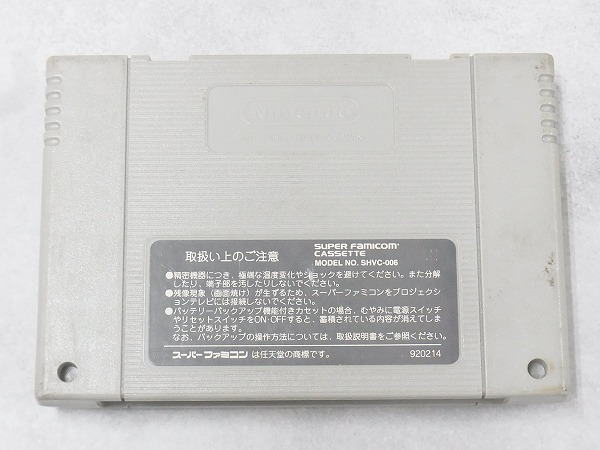 Nintendo
取扱い上のご注意
SUPER FAMICOM
CASSETTE
MODEL NO. SHVC-006
●精密機器につき、極端な温度変化やショックを避けてください。また分解
したり、端子部を汚したりしないでください。
●残像現象(画面焼け)が生ずるため、スーパーファミコンをプロジェクシ
ョンテレビには接続しないでください。
●バッテリーバックアップ機能付きカセットの場合、むやみに電源スイッチ
やリセットスイッチをON・OFFすると、蓄積されている内容が消えてしま
うことがあります。
なお、バックアップの操作方法については、取扱説明書をご参照ください。
スーパーファミコン は任天堂の商標です。
920214